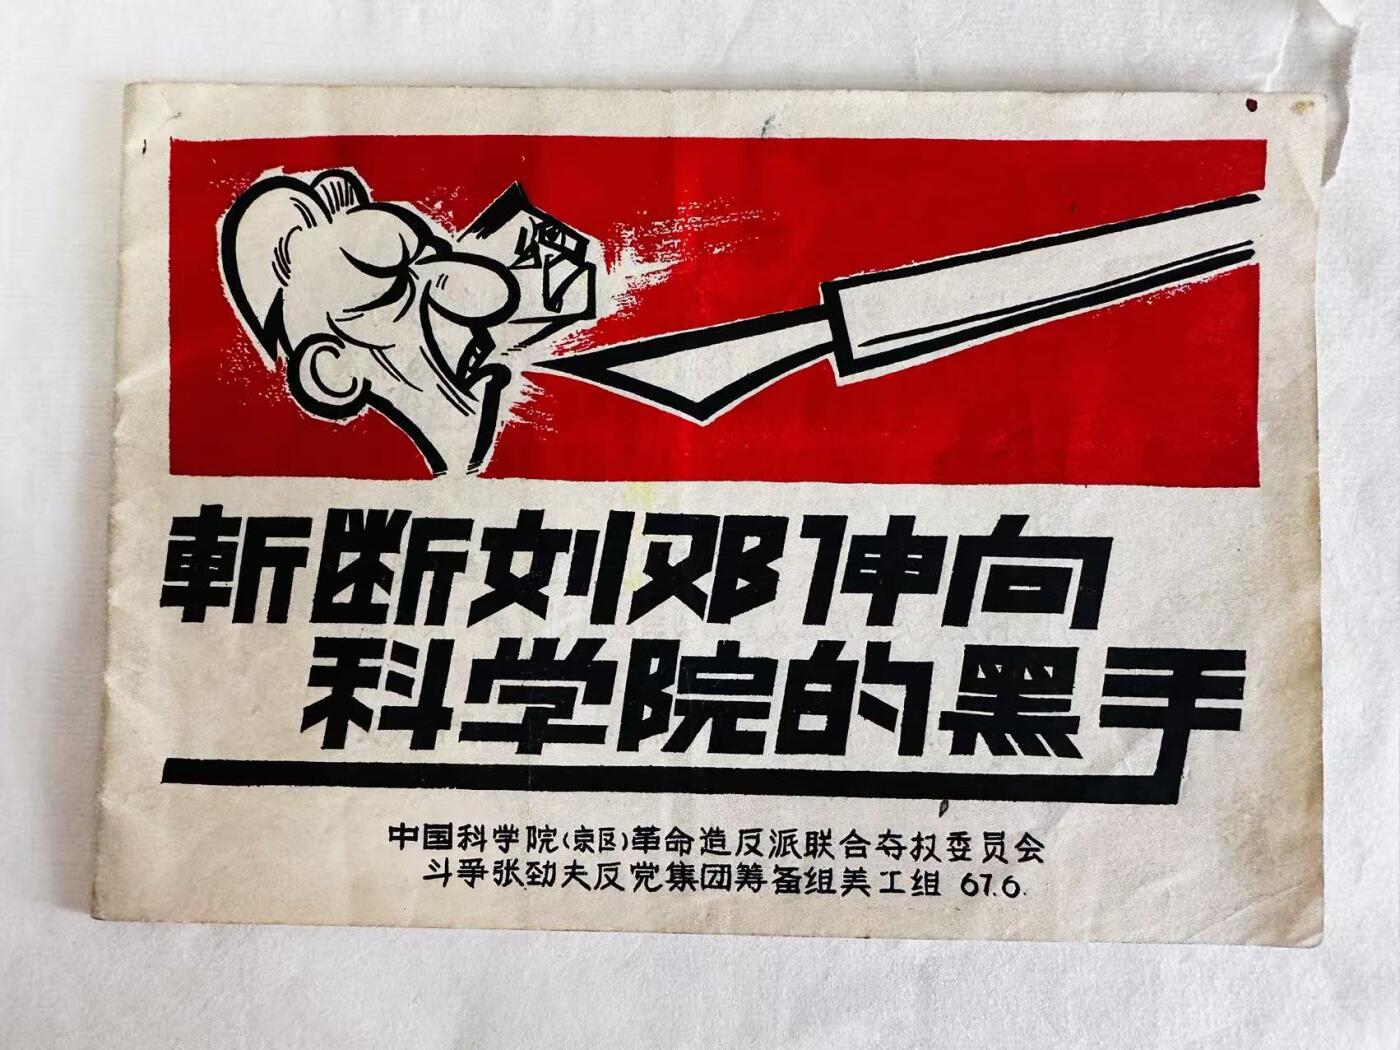 斬断刘邓伸向
科学院的黑手
中国科学院(京区)革命造反派联合夺权委员会
斗争张劲夫反党集团筹备组美工组 67.6.